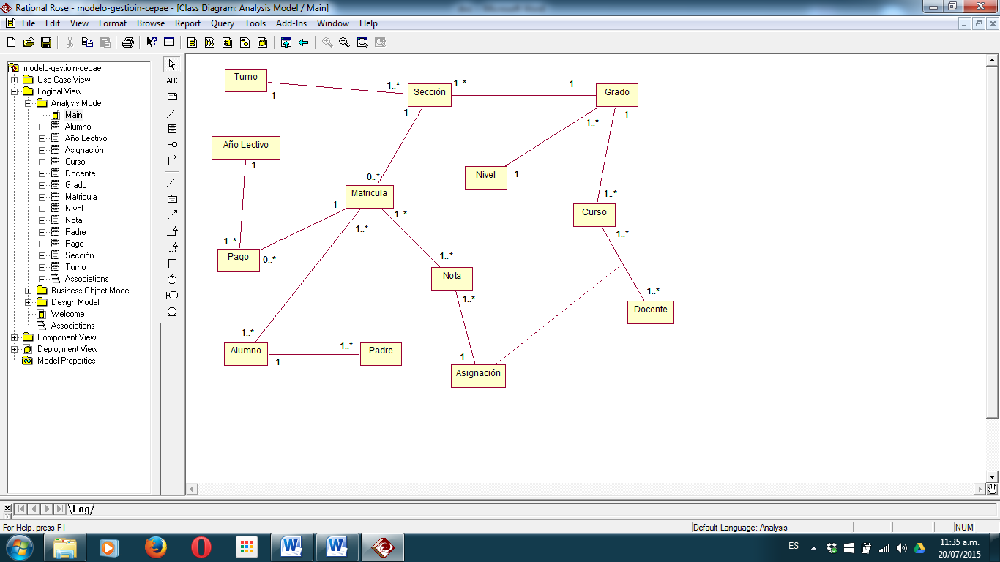 Rational Rose - modelo-gestioin-cepae - [Class Diagram: Analysis Model / Main]
File Edit View Format Browse Report Query Tools Add-Ins Window Help
modelo-gestioin-cepae
Use Case View
Logical View
Analysis Model
Main
Alumno
Año Lectivo
Asignación
Curso
Docente
Grado
Matricula
Nivel
Nota
Padre
Pago
Sección
Turno
Associations
Business Object Model
Design Model
Welcome
Associations
Component View
Deployment View
Model Properties
ABC
Turno
1
1..*
Sección
1..*
1
Grado
1
1..*
1
Año Lectivo
1
Nivel
1
0..*
Matricula
1
1..*
1..*
1..*
Curso
1..*
1..*
Pago
0..*
1..*
Nota
1..*
1..*
Docente
1..*
Alumno
1
1..*
Padre
1
Asignación
Log
For Help, press F1
Default Language: Analysis
NUM
ES
11:35 a.m.
20/07/2015